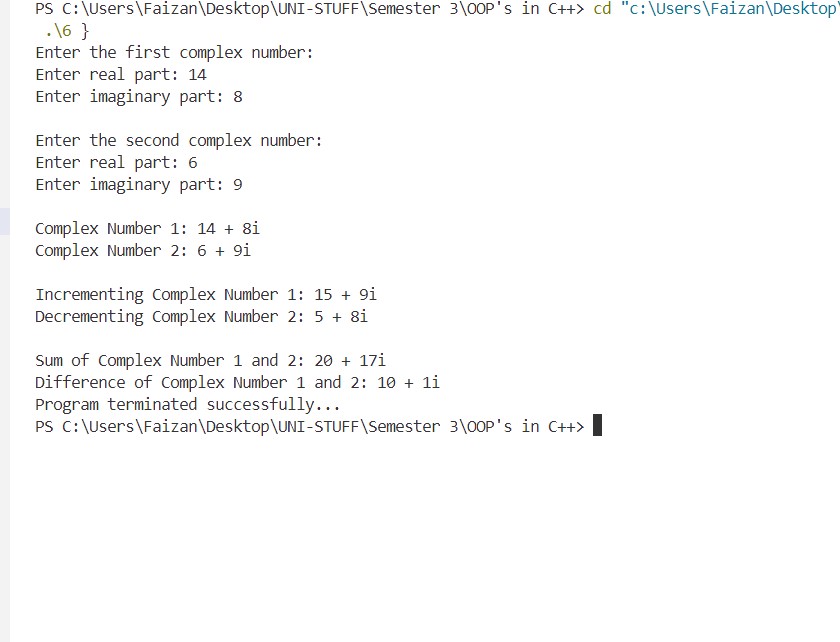 PS C:\Users\Faizan\Desktop\UNI-STUFF\Semester 3\OOP's in C++> cd "c:\Users\Faizan\Desktop\
.\6 }
Enter the first complex number:
Enter real part: 14
Enter imaginary part: 8
Enter the second complex number:
Enter real part: 6
Enter imaginary part: 9
Complex Number 1: 14 + 8i
Complex Number 2: 6 + 9i
Incrementing Complex Number 1: 15 + 9i
Decrementing Complex Number 2: 5 + 8i
Sum of Complex Number 1 and 2: 20 + 17i
Difference of Complex Number 1 and 2: 10 + 1i
Program terminated successfully...
PS C:\Users\Faizan\Desktop\UNI-STUFF\Semester 3\OOP's in C++>